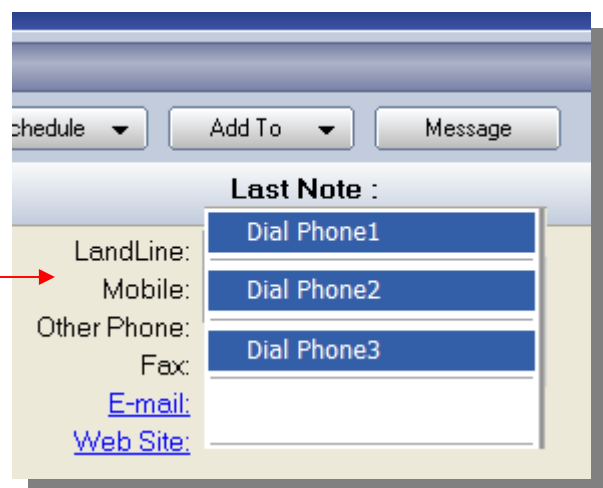 chedule Add To Message
Last Note :
LandLine: Dial Phone1
Mobile: Dial Phone2
Other Phone: Dial Phone3
Fax:
E-mail:
Web Site: